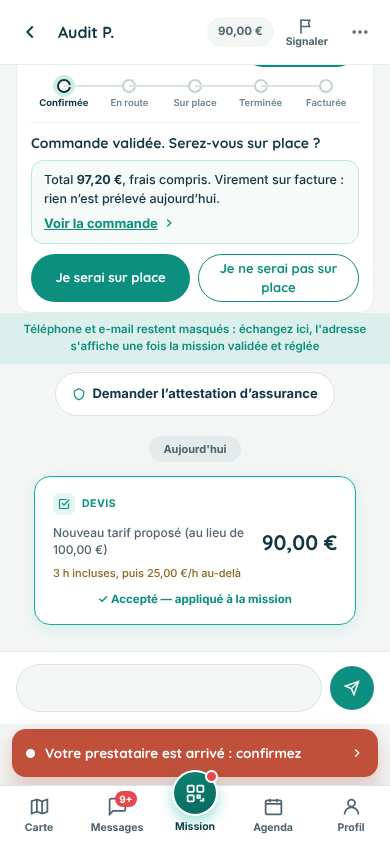 Audit P.
90,00 €
Signaler
Confirmée
En route
Sur place
Terminée
Facturée
Commande validée. Serez-vous sur place ?
Total 97,20 €, frais compris. Virement sur facture :
rien n'est prélevé aujourd'hui.
Voir la commande
Je serai sur place
Je ne serai pas sur
place
Téléphone et e-mail restent masqués : échangez ici, l'adresse
s'affiche une fois la mission validée et réglée
Demander l'attestation d'assurance
Aujourd'hui
DEVIS
Nouveau tarif proposé (au lieu de
100,00 €)
90,00 €
3 h incluses, puis 25,00 €/h au-delà
✓ Accepté — appliqué à la mission
Votre prestataire est arrivé : confirmez
9+
Carte
Messages
Mission
Agenda
Profil